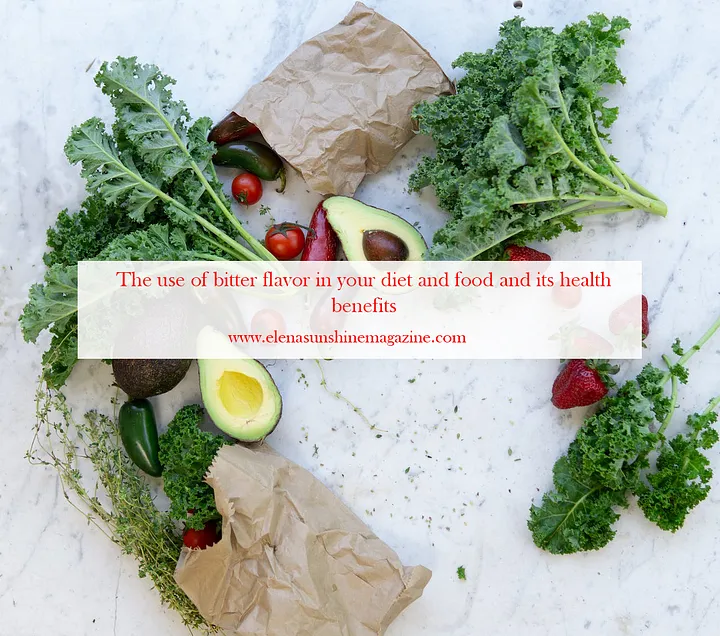 The use of bitter flavor in your diet and food and its health
benefits
www.elenasunshinemagazine.com